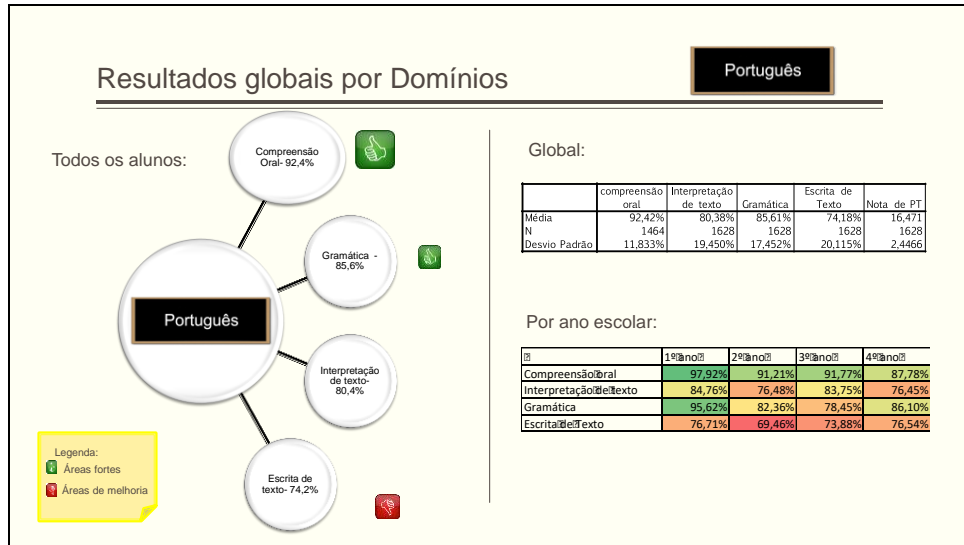 Resultados globais por Domínios
Português
Todos os alunos:
Compreensão
Oral- 92,4%
Gramática -
85,6%
Português
Interpretação
de texto-
80,4%
Escrita de
texto- 74,2%
Legenda:
Áreas fortes
Áreas de melhoria
Global:
compreensão oral Interpretação de texto Gramática Escrita de Texto Nota de PT
Média 92,42% 80,38% 85,61% 74,18% 16,471
N 1464 1628 1628 1628 1628
Desvio Padrão 11,833% 19,450% 17,452% 20,115% 2,4466
Por ano escolar:
1º ano 2º ano 3º ano 4º ano
Compreensão oral 97,92% 91,21% 91,77% 87,78%
Interpretação de texto 84,76% 76,48% 83,75% 76,45%
Gramática 95,62% 82,36% 78,45% 86,10%
Escrita de Texto 76,71% 69,46% 73,88% 76,54%